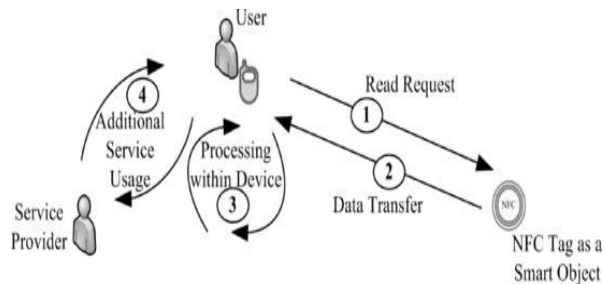 User
Read Request
1
4
Additional
Service
Usage
Processing
within Device
3
2
Data Transfer
Service
Provider
NFC
NFC Tag as a
Smart Object